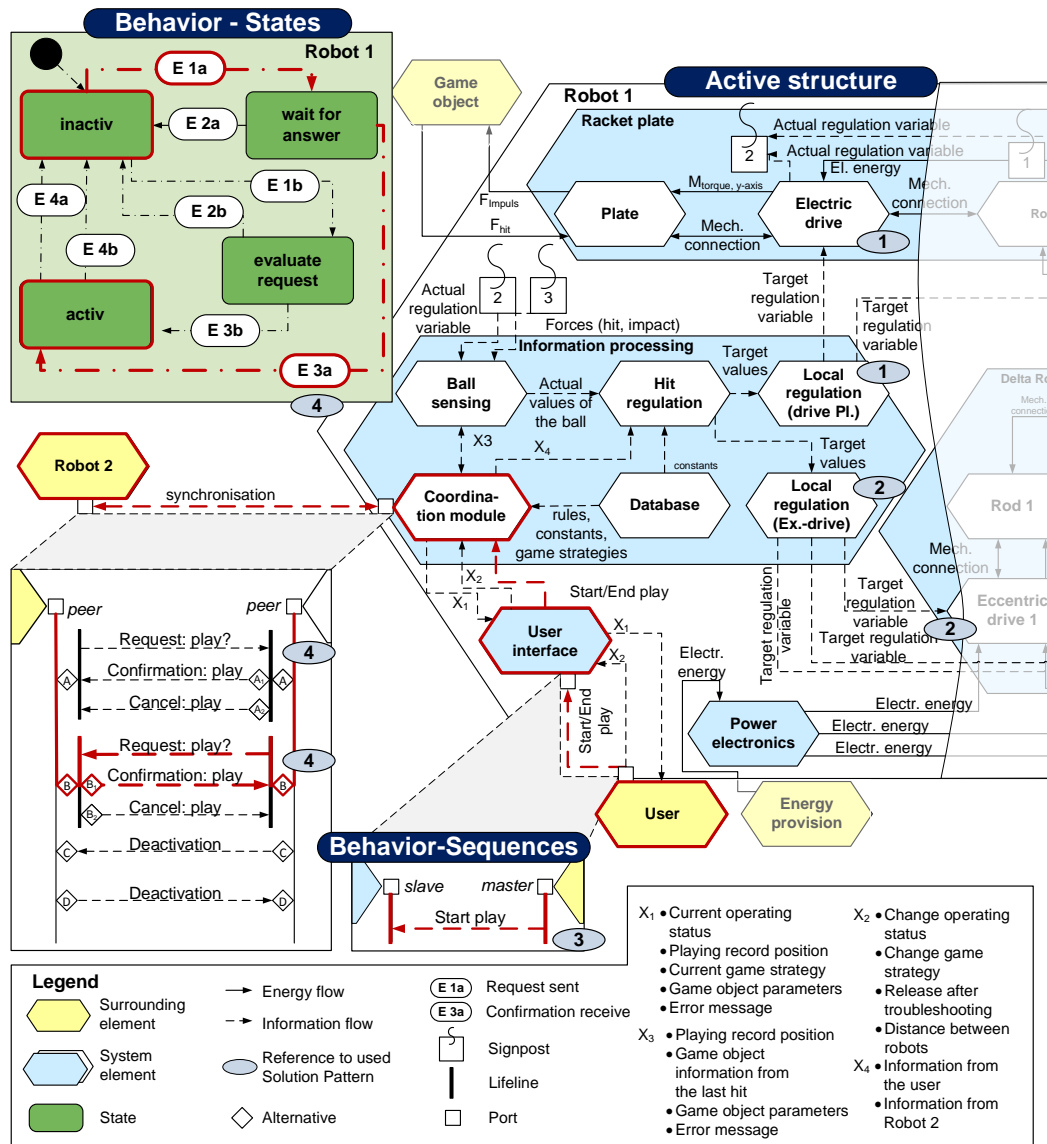 Behavior - States
Robot 1
E 1a
inactiv
wait for
answer
E 2a
E 1b
E 4a
E 2b
E 4b
evaluate
request
activ
E 3b
E 3a
4
Active structure
Game
object
Robot 1
Racket plate
Actual regulation variable
2
Actual regulation variable
1
El. energy
Mtorque, y-axis
FImpuls
Plate
Electric
drive
Mech.
connection
Ro
Fhit
Mech.
connection
1
2
3
Actual
regulation
variable
Target
regulation
variable
Target
regulation
variable
Forces (hit, impact)
Information processing
Target
values
1
Ball
sensing
Actual
values of
the ball
Hit
regulation
Local
regulation
(drive Pl.)
Delta Ro
Mech.
connection
X3
X4
Target
values
constants
Robot 2
synchronisation
Coordina-
tion module
Database
Local
regulation
(Ex.-drive)
2
Rod 1
rules,
constants,
game strategies
Mech.
connection
X2
X1
Start/End play
Target regulation
variable
Target
regulation
variable
Eccentric
drive 1
2
Target regulation
variable
User
interface
X1
X2
Start/End
play
Electr.
energy
Electr. energy
Power
electronics
Electr. energy
Electr. energy
User
Energy
provision
peer
peer
Request: play?
4
Confirmation: play
A
A1
A
Cancel: play
A2
Request: play?
4
Confirmation: play
B
B1
B
Cancel: play
B2
Deactivation
C
C
Deactivation
D
D
Behavior-Sequences
slave
master
Start play
3
X1 • Current operating
status
• Playing record position
• Current game strategy
• Game object parameters
• Error message
X3 • Playing record position
• Game object
information from
the last hit
• Game object parameters
• Error message
X2 • Change operating
status
• Change game
strategy
• Release after
troubleshooting
• Distance between
robots
X4 • Information from
the user
• Information from
Robot 2
Legend
Surrounding
element
System
element
State
Energy flow
Information flow
Reference to used
Solution Pattern
Alternative
E 1a
Request sent
E 3a
Confirmation receive
Signpost
Lifeline
Port